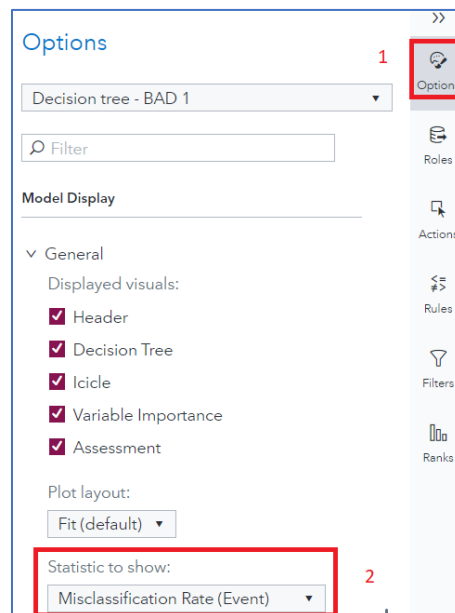 Options
1
Decision tree - BAD 1
Filter
Model Display
General
Displayed visuals:
Header
Decision Tree
Icicle
Variable Importance
Assessment
Plot layout:
Fit (default)
Statistic to show:
2
Misclassification Rate (Event)
Option
Roles
Actions
Rules
Filters
Ranks